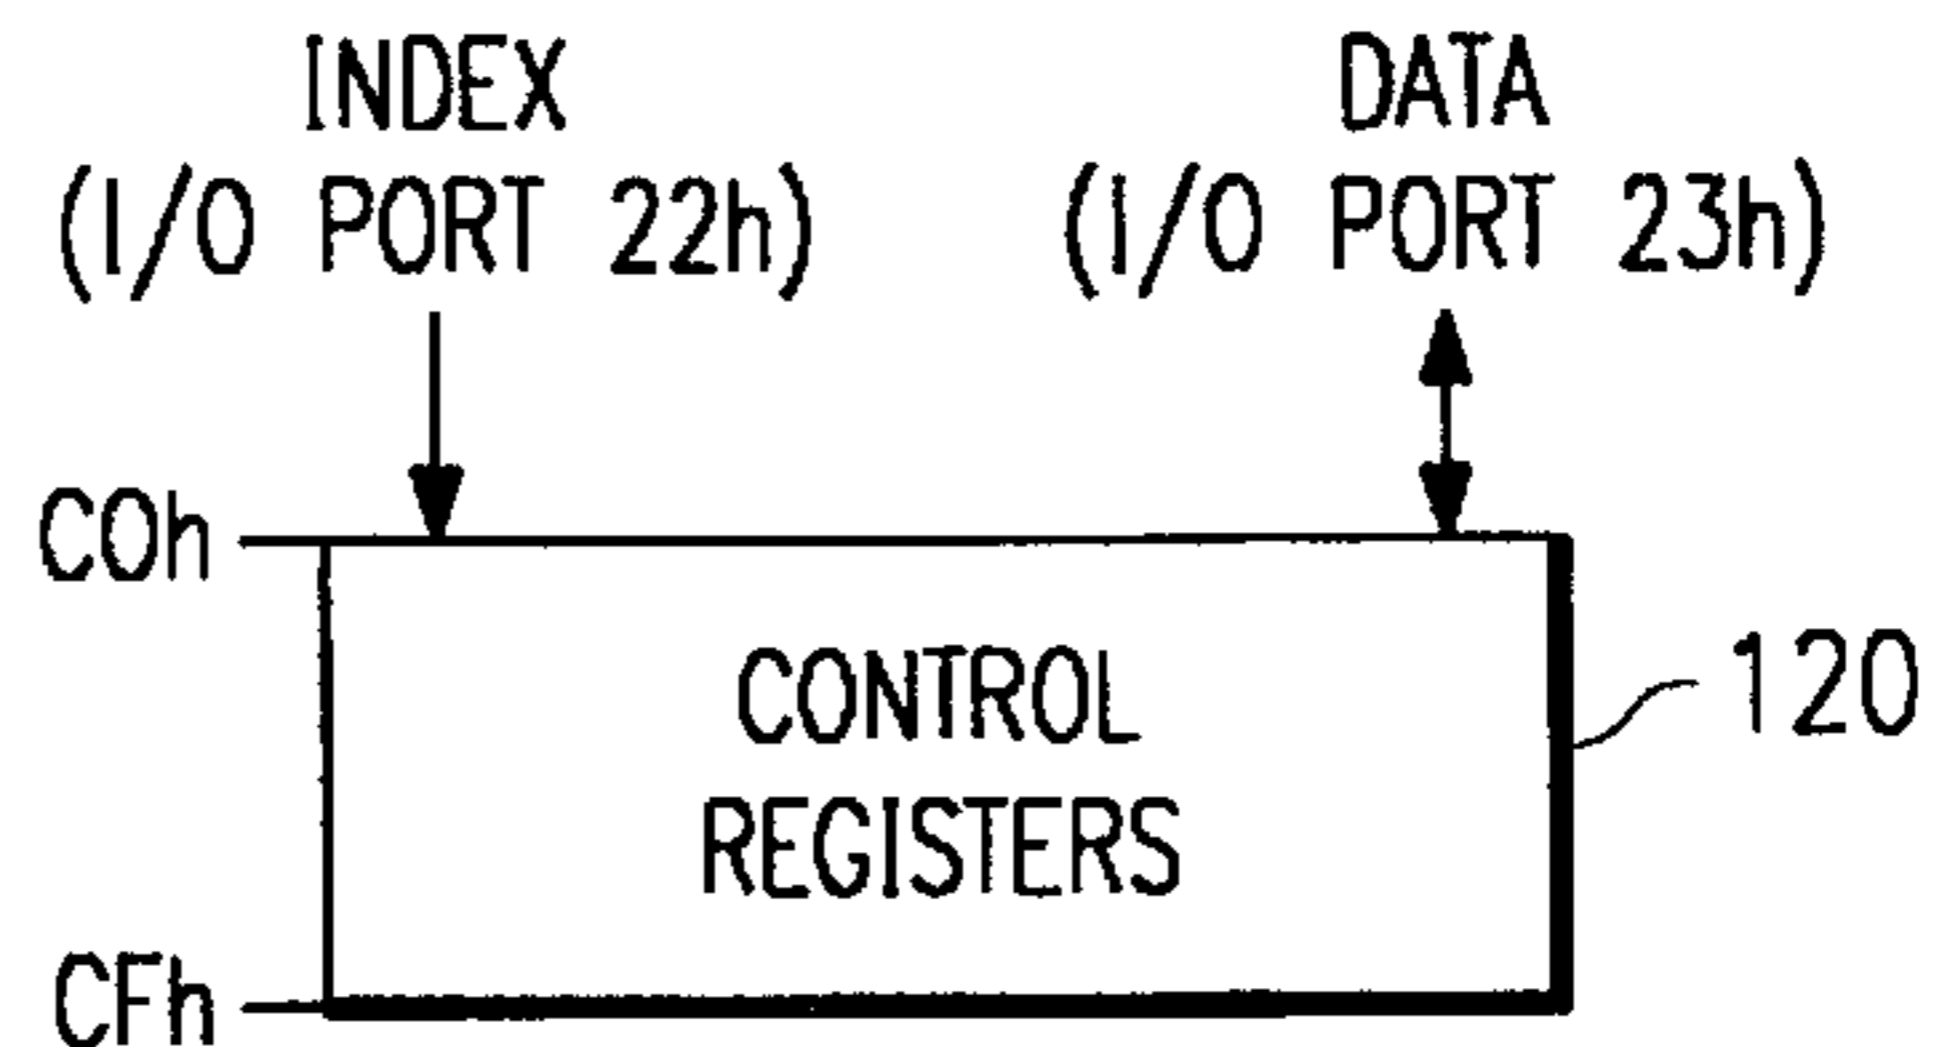 INDEX
(I/O PORT 22h)
DATA
(I/O PORT 23h)
C0h
CONTROL
REGISTERS
120
CFh